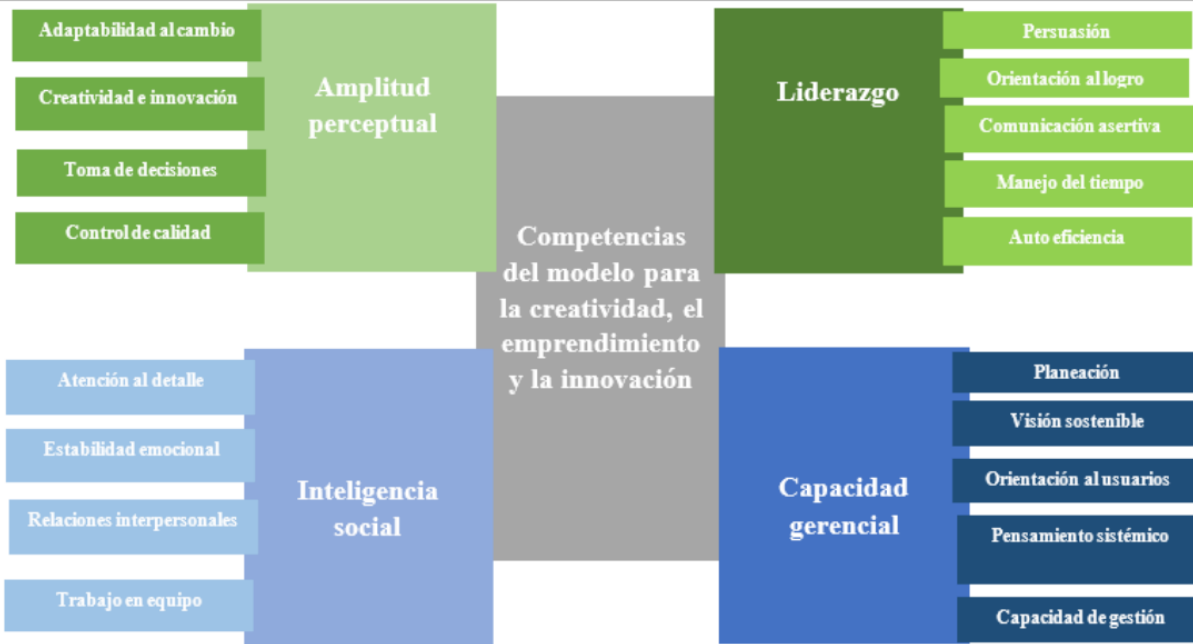 Adaptabilidad al cambio
Creatividad e innovación
Toma de decisiones
Control de calidad
Amplitud
perceptual
Liderazgo
Persuasión
Orientación al logro
Comunicación asertiva
Manejo del tiempo
Auto eficiencia
Competencias
del modelo para
la creatividad, el
emprendimiento
y la innovación
Atención al detalle
Estabilidad emocional
Relaciones interpersonales
Trabajo en equipo
Inteligencia
social
Capacidad
gerencial
Planeación
Visión sostenible
Orientación al usuarios
Pensamiento sistémico
Capacidad de gestión